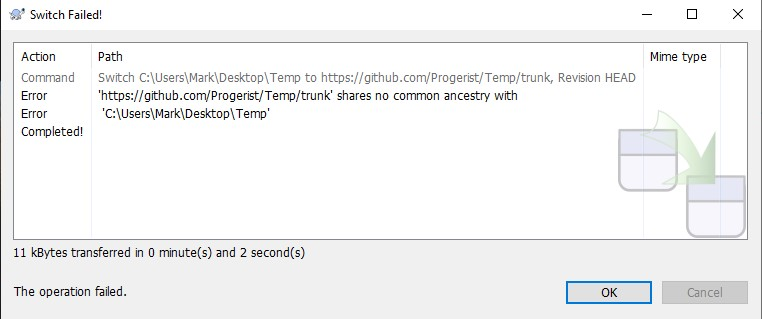 Switch Failed!
Action Path Mime type
Command Switch C:\Users\Mark\Desktop\Temp to https://github.com/Progerist/Temp/trunk, Revision HEAD
Error 'https://github.com/Progerist/Temp/trunk' shares no common ancestry with
Error 'C:\Users\Mark\Desktop\Temp'
Completed!
11 kBytes transferred in 0 minute(s) and 2 second(s)
The operation failed.
OK Cancel